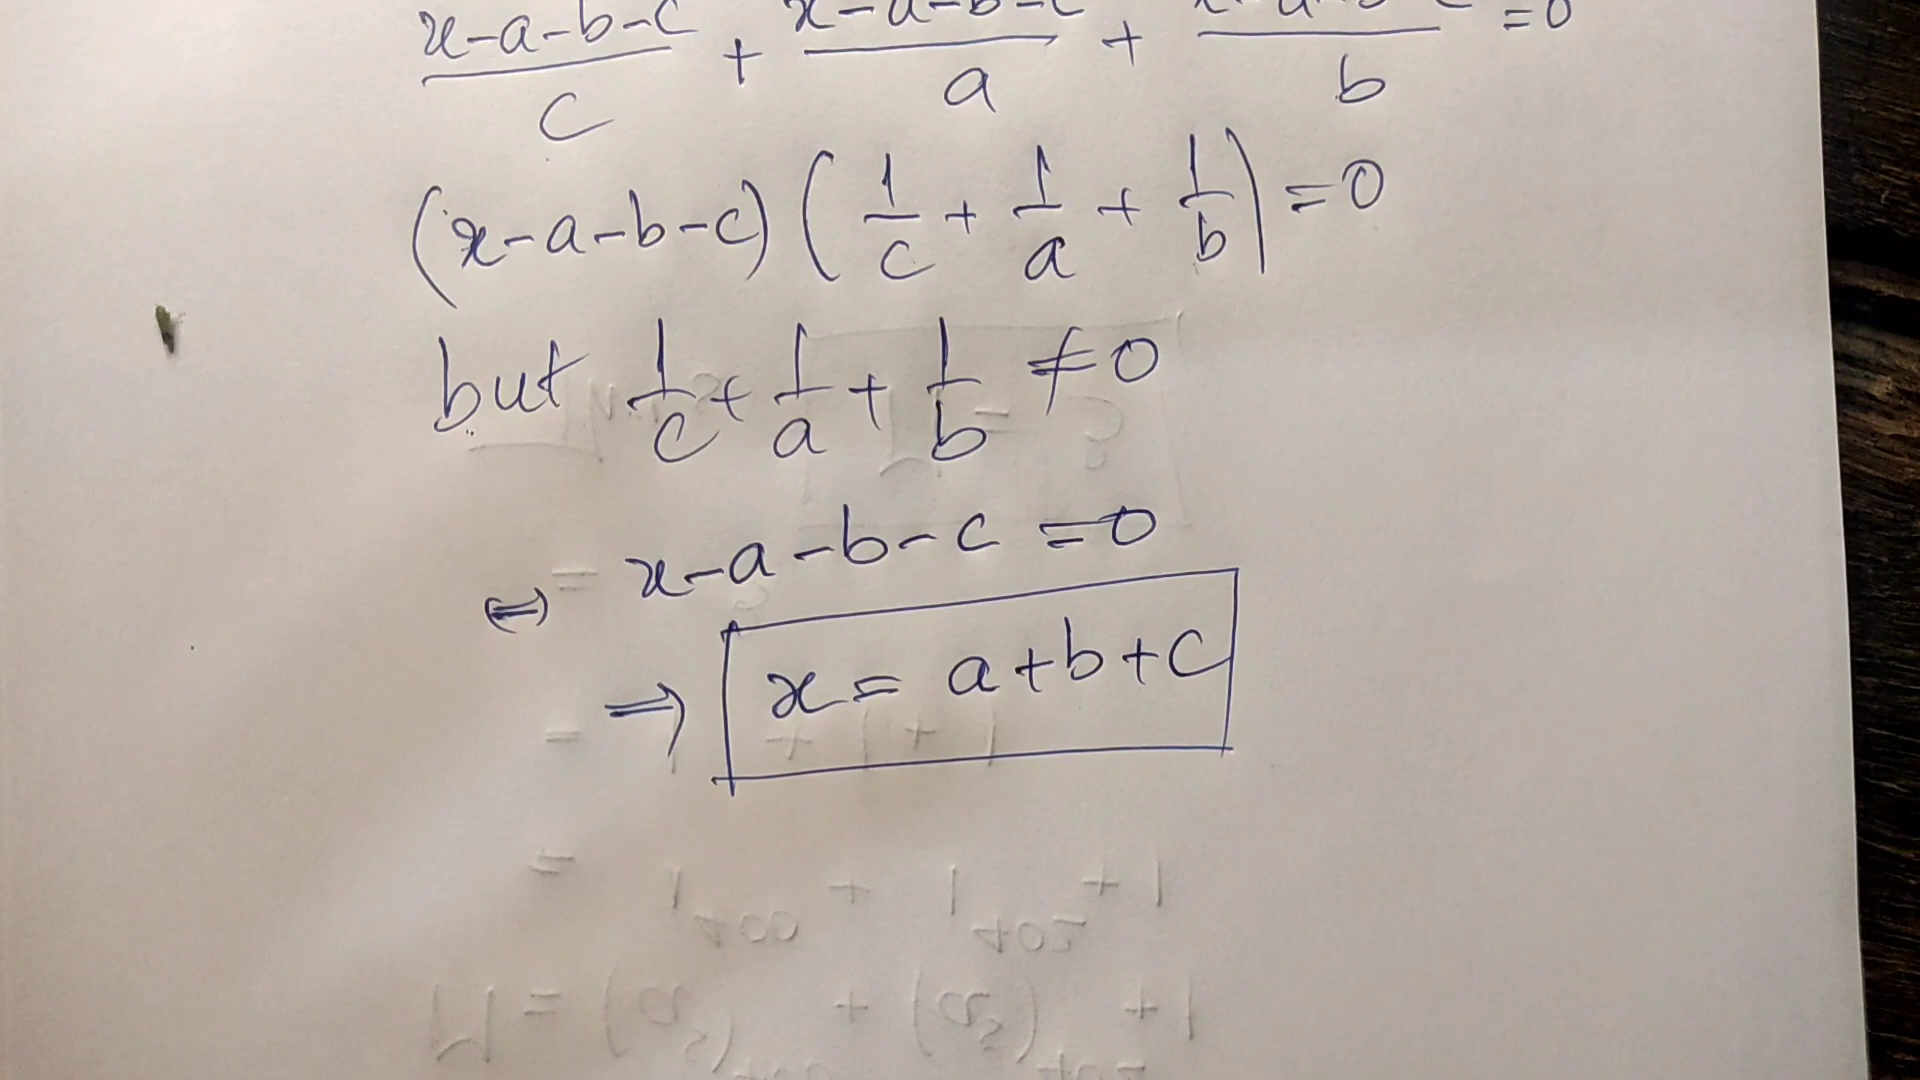 x-a-b-c/c + x-a-b-c/a + x-a-b-c/b =0
(x-a-b-c) (1/c + 1/a + 1/b) =0
but 1/c + 1/a + 1/b ≠0
⇔ x-a-b-c =0
⇒ x= a+b+c